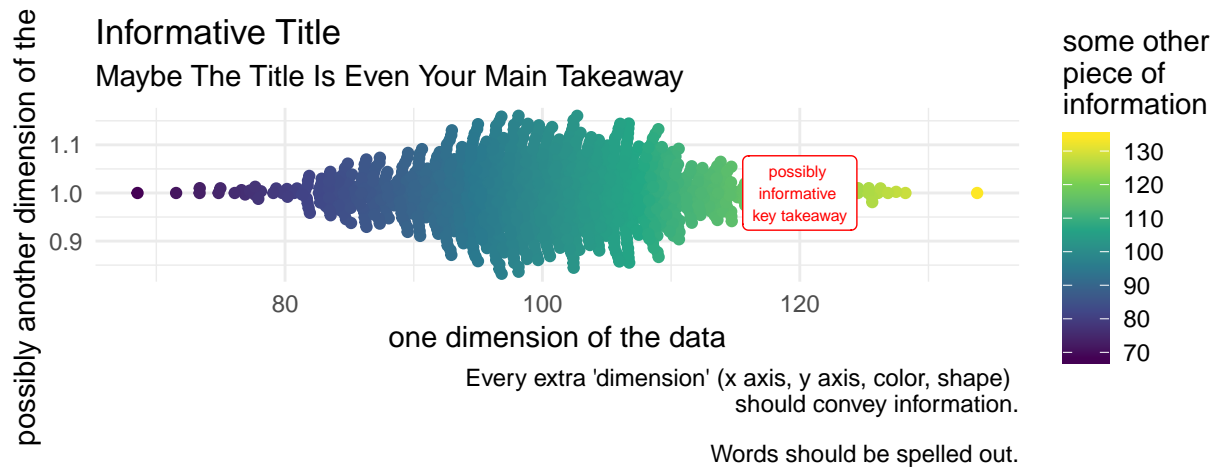 Informative Title
Maybe The Title Is Even Your Main Takeaway
possibly another dimension of the
1.1
1.0
0.9
possibly
informative
key takeaway
80
100
120
one dimension of the data
some other
piece of
information
130
120
110
100
90
80
70
Every extra 'dimension' (x axis, y axis, color, shape)
should convey information.
Words should be spelled out.